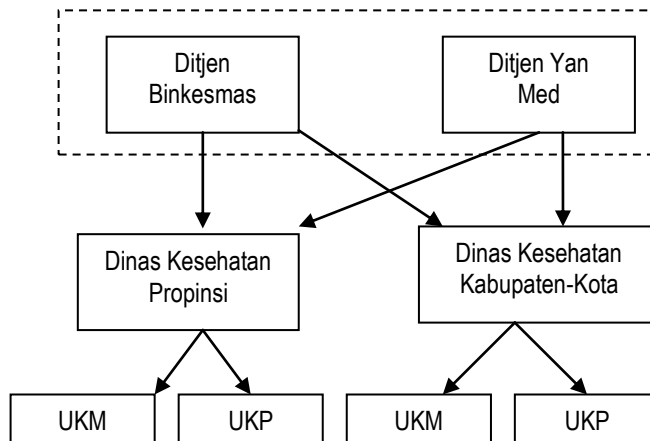 Ditjen
Binkesmas
Ditjen Yan
Med
Dinas Kesehatan
Propinsi
Dinas Kesehatan
Kabupaten-Kota
UKM
UKP
UKM
UKP